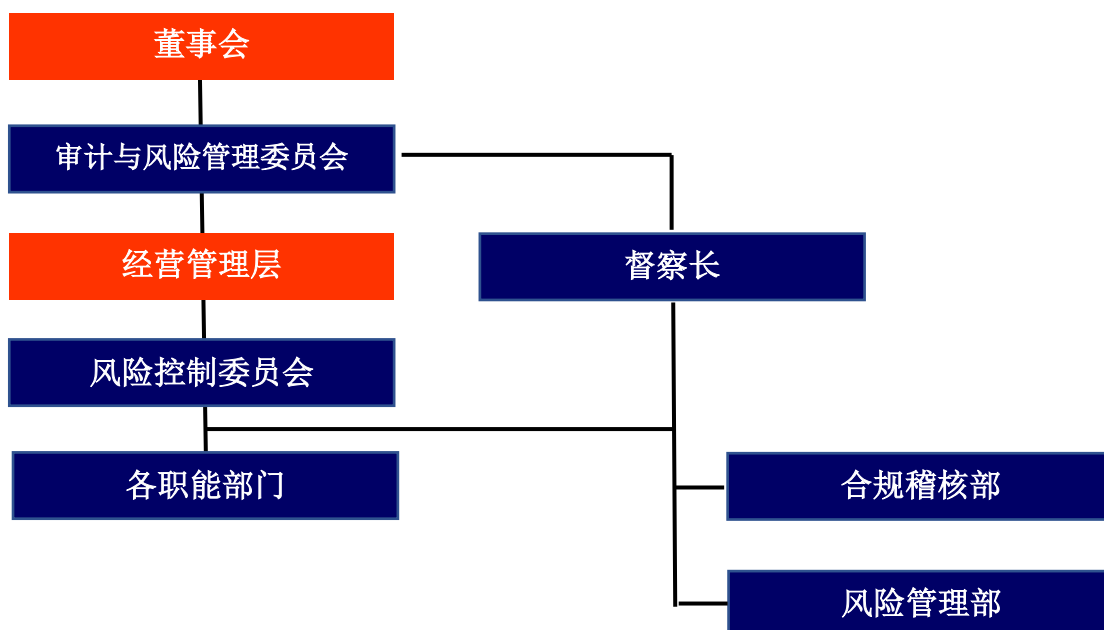 董事会
审计与风险管理委员会
经营管理层
督察长
风险控制委员会
各职能部门
合规稽核部
风险管理部